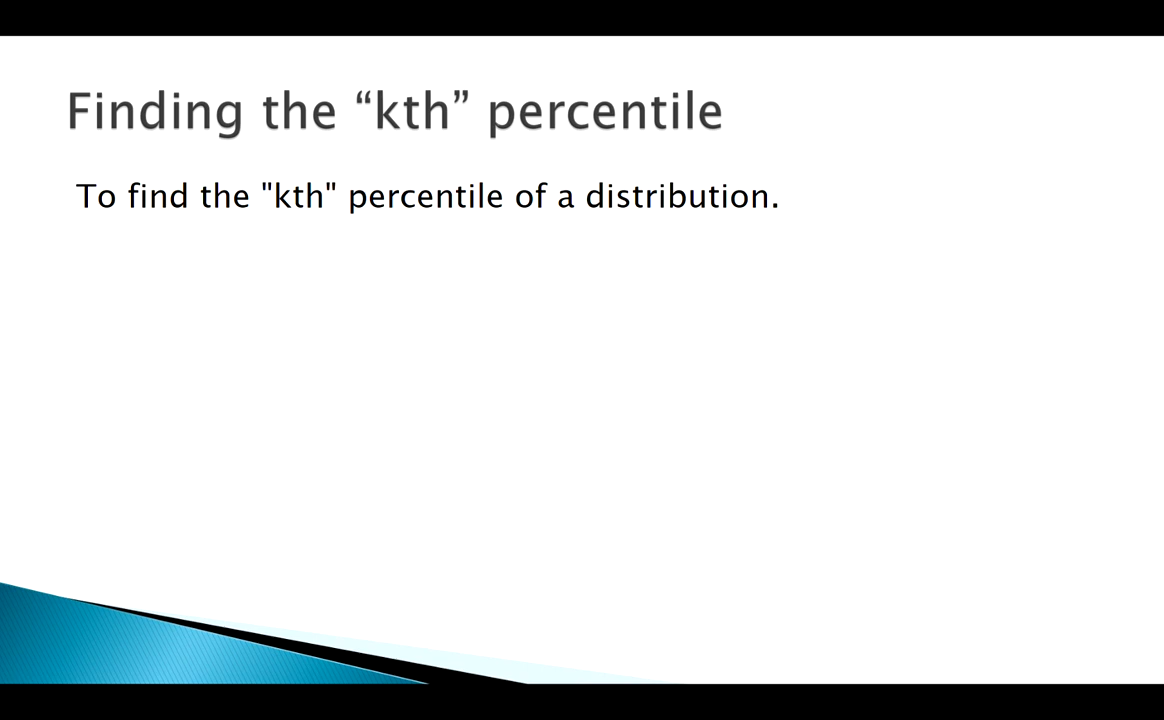 Finding the “kth” percentile
To find the "kth" percentile of a distribution.